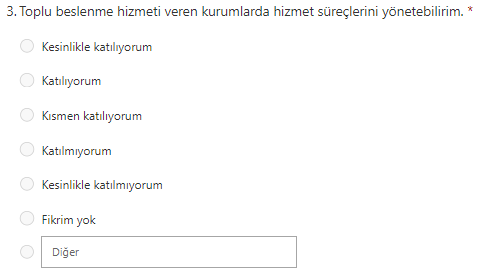 3. Toplu beslenme hizmeti veren kurumlarda hizmet süreçlerini yönetebilirim. *
Kesinlikle katılıyorum
Katılıyorum
Kısmen katılıyorum
Katılmıyorum
Kesinlikle katılmıyorum
Fikrim yok
Diğer